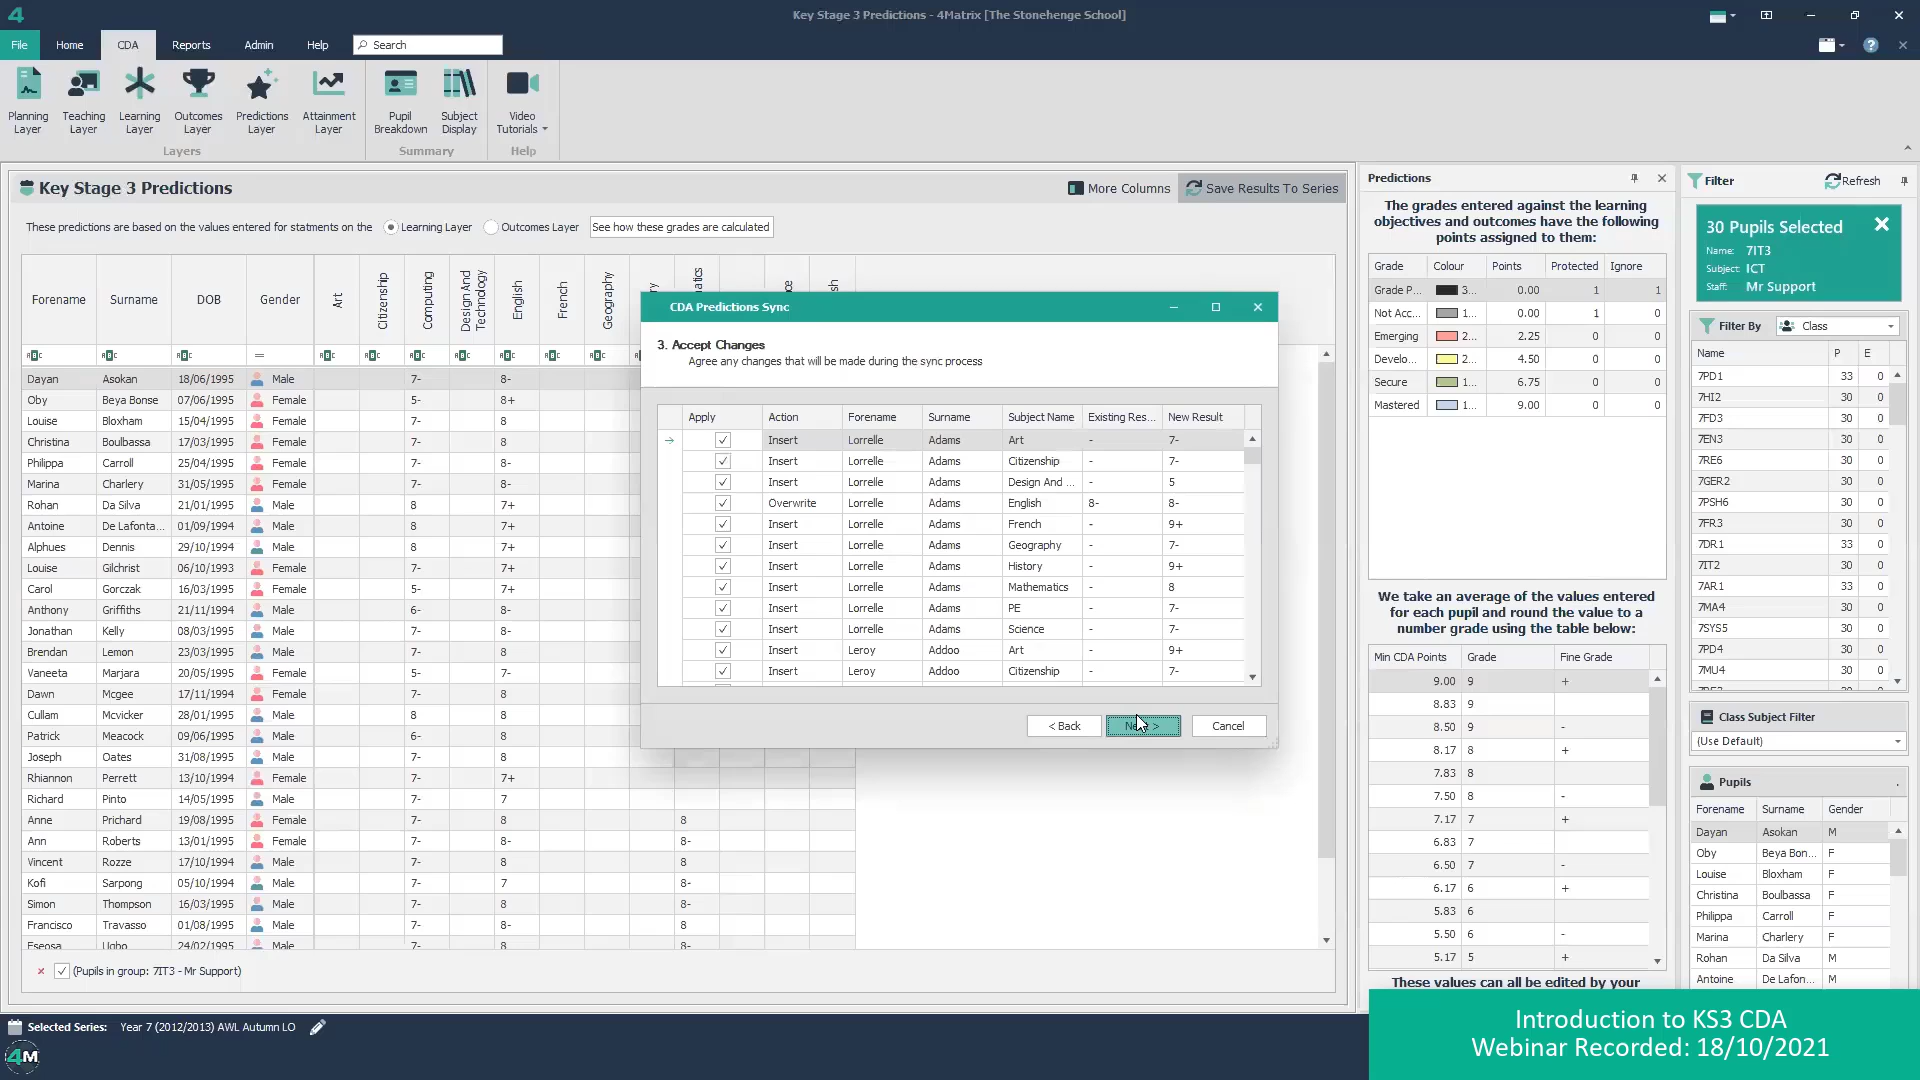 Key Stage 3 Predictions - 4Matrix [The Stonehenge School]
File Home CDA Reports Admin Help Search
Planning Layer Teaching Layer Learning Layer Outcomes Layer Predictions Layer Attainment Layer Pupil Breakdown Subject Display Video Tutorials
Layers Summary Help
Key Stage 3 Predictions More Columns Save Results To Series
These predictions are based on the values entered for statments on the Learning Layer Outcomes Layer See how these grades are calculated
Forename Surname DOB Gender Art Citizenship Computing Design And Technology English French Geography
Dayan Asokan 18/06/1995 Male 7- 8-
Oby Beya Bonse 07/06/1995 Female 5- 8+
Louise Bloxham 15/04/1995 Female 7- 8
Christina Boulbassa 17/03/1995 Female 7- 8
Philippa Carroll 25/04/1995 Female 7- 8-
Marina Charlery 31/05/1995 Female 7- 8-
Rohan Da Silva 21/01/1995 Male 8 7+
Antoine De Lafonta... 01/09/1994 Male 8 7+
Alphues Dennis 29/10/1994 Male 8 7+
Louise Gilchrist 06/10/1993 Female 7- 7+
Carol Gorczak 16/03/1995 Female 5- 7+
Anthony Griffiths 21/11/1994 Male 6- 8-
Jonathan Kelly 08/03/1995 Male 7- 8-
Brendan Lemon 23/03/1995 Male 7- 8
Vaneeta Marjara 20/05/1995 Female 5- 7-
Dawn Mcgee 17/11/1994 Female 7- 8
Cullam Mcvicker 28/01/1995 Male 8 8
Patrick Meacock 09/06/1995 Male 6- 8
Joseph Oates 31/08/1995 Male 7- 8
Rhiannon Perrett 13/10/1994 Female 7- 7+
Richard Pinto 14/05/1995 Male 7- 7
Anne Prichard 19/08/1995 Female 7- 8 8
Ann Roberts 13/01/1995 Female 7- 8- 8-
Vincent Rozze 17/10/1994 Male 7- 8 8
Kofi Sarpong 05/10/1994 Male 7- 7 8-
Simon Thompson 16/03/1995 Male 7- 8 8-
Francisco Travasso 01/08/1995 Male 7- 8- 8
Eseosa Ugbo 24/02/1995 Male 7- 8 8-
(Pupils in group: 7IT3 - Mr Support)
CDA Predictions Sync
3. Accept Changes
Agree any changes that will be made during the sync process
Apply Action Forename Surname Subject Name Existing Res... New Result
Insert Lorrelle Adams Art - 7-
Insert Lorrelle Adams Citizenship - 7-
Insert Lorrelle Adams Design And ... - 5
Overwrite Lorrelle Adams English 8- 8-
Insert Lorrelle Adams French - 9+
Insert Lorrelle Adams Geography - 7-
Insert Lorrelle Adams History - 9+
Insert Lorrelle Adams Mathematics - 8
Insert Lorrelle Adams PE - 7-
Insert Lorrelle Adams Science - 7-
Insert Leroy Addoo Art - 9+
Insert Leroy Addoo Citizenship - 7-
< Back Next > Cancel
Predictions
The grades entered against the learning
objectives and outcomes have the following
points assigned to them:
Grade Colour Points Protected Ignore
Grade P... 3... 0.00 1 1
Not Acc... 1... 0.00 1 0
Emerging 2... 2.25 0 0
Develo... 2... 4.50 0 0
Secure 1... 6.75 0 0
Mastered 1... 9.00 0 0
We take an average of the values entered
for each pupil and round the value to a
number grade using the table below:
Min CDA Points Grade Fine Grade
9.00 9 +
8.83 9
8.50 9 -
8.17 8 +
7.83 8
7.50 8 -
7.17 7 +
6.83 7
6.50 7 -
6.17 6 +
5.83 6
5.50 6 -
5.17 5 +
These values can all be edited by your
Filter Refresh
30 Pupils Selected
Name: 7IT3
Subject: ICT
Staff: Mr Support
Filter By Class
Name P E
7PD1 33 0
7HI2 30 0
7FD3 30 0
7EN3 30 0
7RE6 30 0
7GER2 30 0
7PSH6 30 0
7FR3 30 0
7DR1 33 0
7IT2 30 0
7AR1 33 0
7MA4 30 0
7SYS5 30 0
7PD4 30 0
7MU4 30 0
Class Subject Filter
(Use Default)
Pupils
Forename Surname Gender
Dayan Asokan M
Oby Beya Bon... F
Louise Bloxham F
Christina Boulbassa F
Philippa Carroll F
Marina Charlery F
Rohan Da Silva M
Antoine De Lafon... M
Selected Series: Year 7 (2012/2013) AWL Autumn LO
4M
Introduction to KS3 CDA
Webinar Recorded: 18/10/2021